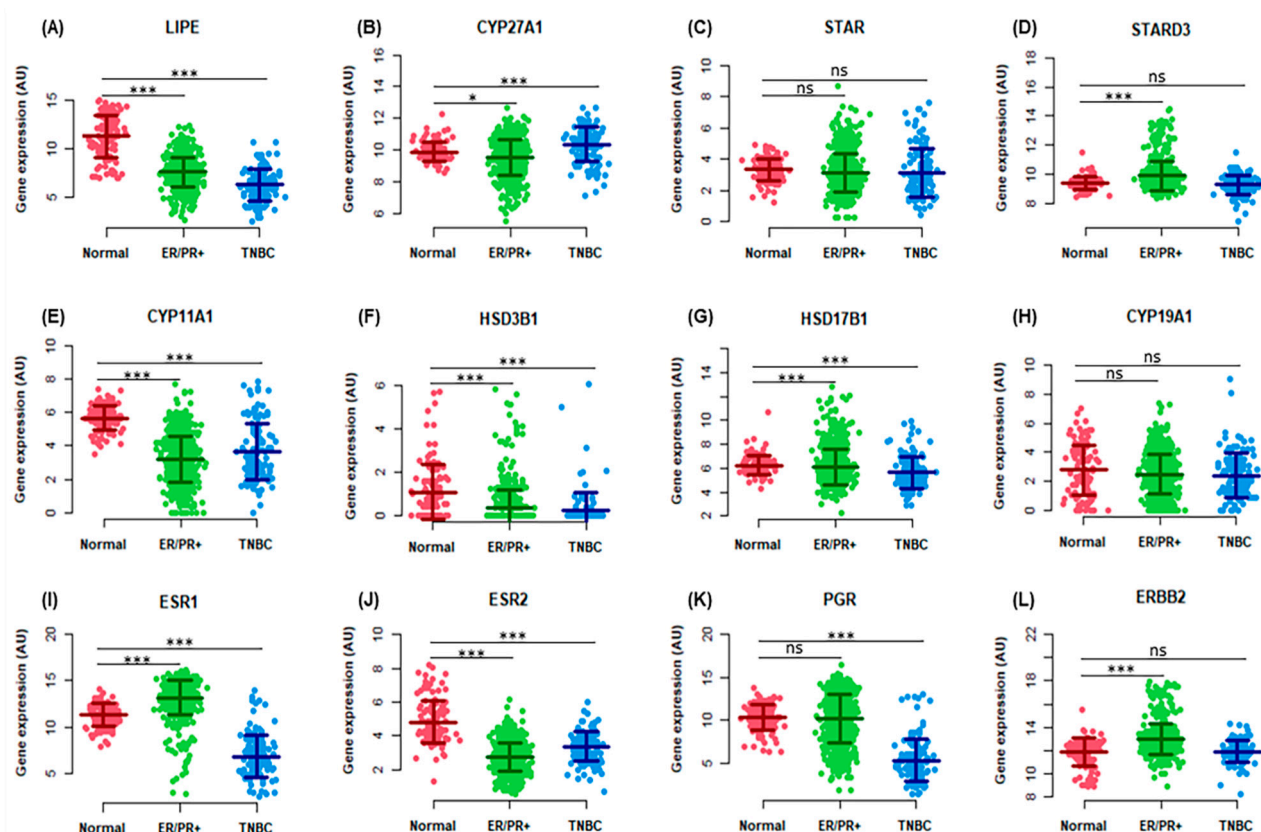 (A) LIPE
Gene expression (AU)
15
10
5
***
***
Normal ER/PR+ TNBC
(B) CYP27A1
Gene expression (AU)
16
14
12
10
8
6
***
*
Normal ER/PR+ TNBC
(C) STAR
Gene expression (AU)
10
8
6
4
2
0
ns
ns
Normal ER/PR+ TNBC
(D) STARD3
Gene expression (AU)
18
16
14
12
10
8
ns
***
Normal ER/PR+ TNBC
(E) CYP11A1
Gene expression (AU)
10
8
6
4
2
0
***
***
Normal ER/PR+ TNBC
(F) HSD3B1
Gene expression (AU)
6
4
2
0
***
***
Normal ER/PR+ TNBC
(G) HSD17B1
Gene expression (AU)
14
12
10
8
6
4
2
***
***
Normal ER/PR+ TNBC
(H) CYP19A1
Gene expression (AU)
10
8
6
4
2
0
ns
ns
Normal ER/PR+ TNBC
(I) ESR1
Gene expression (AU)
20
15
10
5
***
***
Normal ER/PR+ TNBC
(J) ESR2
Gene expression (AU)
10
8
6
4
2
***
***
Normal ER/PR+ TNBC
(K) PGR
Gene expression (AU)
20
15
10
5
***
ns
Normal ER/PR+ TNBC
(L) ERBB2
Gene expression (AU)
22
20
18
16
14
12
10
8
ns
***
Normal ER/PR+ TNBC